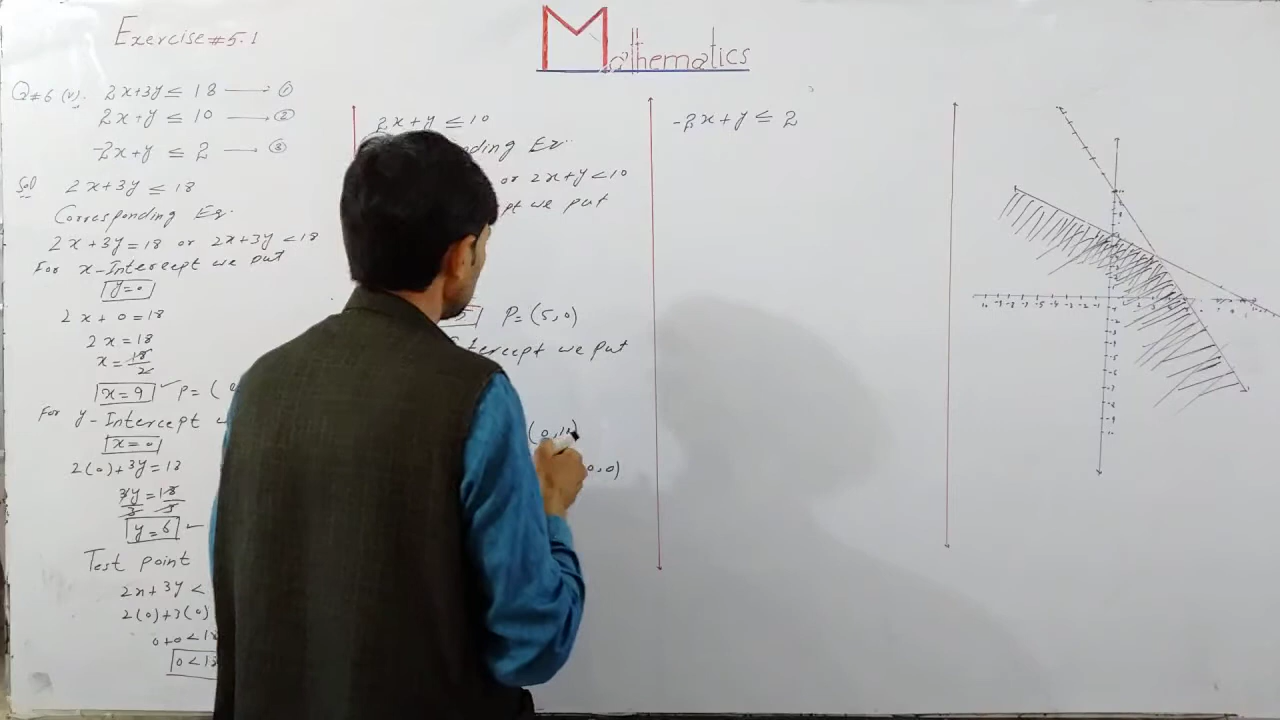 Exercise #5.1
Mathematics
Q#6 (v). 2x+3y ≤ 18 —— ①
2x+y ≤ 10 —— ②
-2x+y ≤ 2 —— ③
Sol 2x+3y ≤ 18
Corresponding Eq.
2x+3y=18 or 2x+3y<18
For x-Intercept we put
y=0
2x+0=18
2x=18
x=18/2
x=9 ✓ P=(
For y-Intercept
x=0
2(0)+3y=18
3y/3=18/3
y=6
Test point
2x+3y <
2(0)+3(0)
0+0<18
0<18
2x+y ≤ 10
nding Eq.
or 2x+y<10
pt we put
P=(5,0)
tercept we put
(0,10)
0,0)
-2x+y ≤ 2